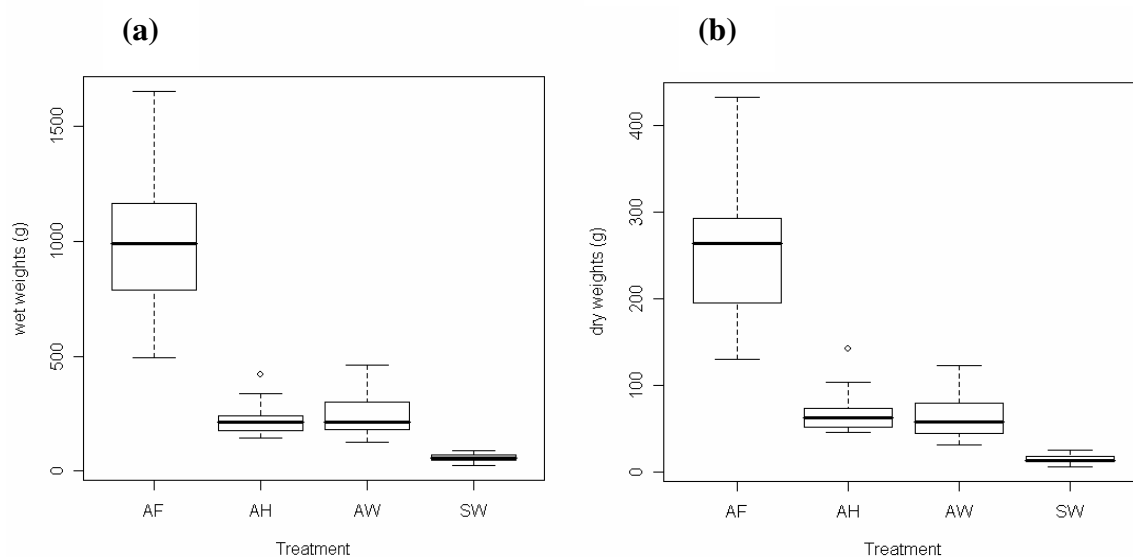 (a)
wet weights (g)
1500
1000
500
0
AF AH AW SW
Treatment
(b)
dry weights (g)
400
300
200
100
0
AF AH AW SW
Treatment